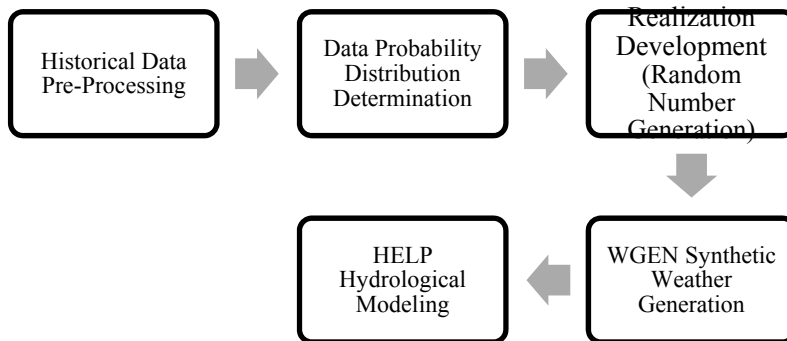 Historical Data
Pre-Processing
Data Probability
Distribution
Determination
Realization
Development
(Random
Number
Generation)
WGEN Synthetic
Weather
Generation
HELP
Hydrological
Modeling